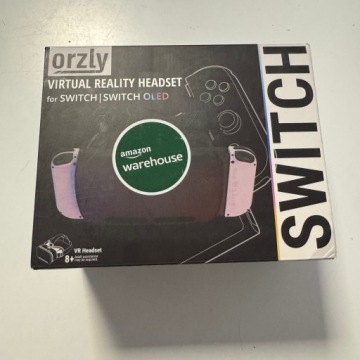 orzly
VIRTUAL REALITY HEADSET
for SWITCH | SWITCH OLED
SWITCH
amazon
warehouse
VR Headset
8+